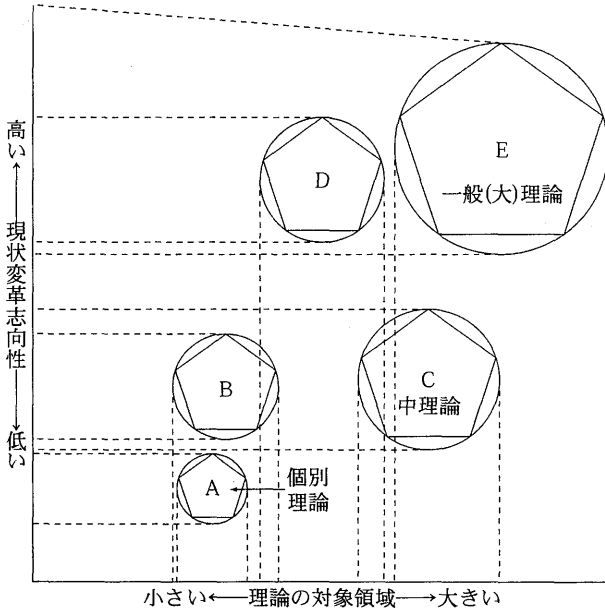 高い←現状変革志向性→低い
E
一般(大)理論
D
B
C
中理論
A
個別
理論
小さい←理論の対象領域→大きい